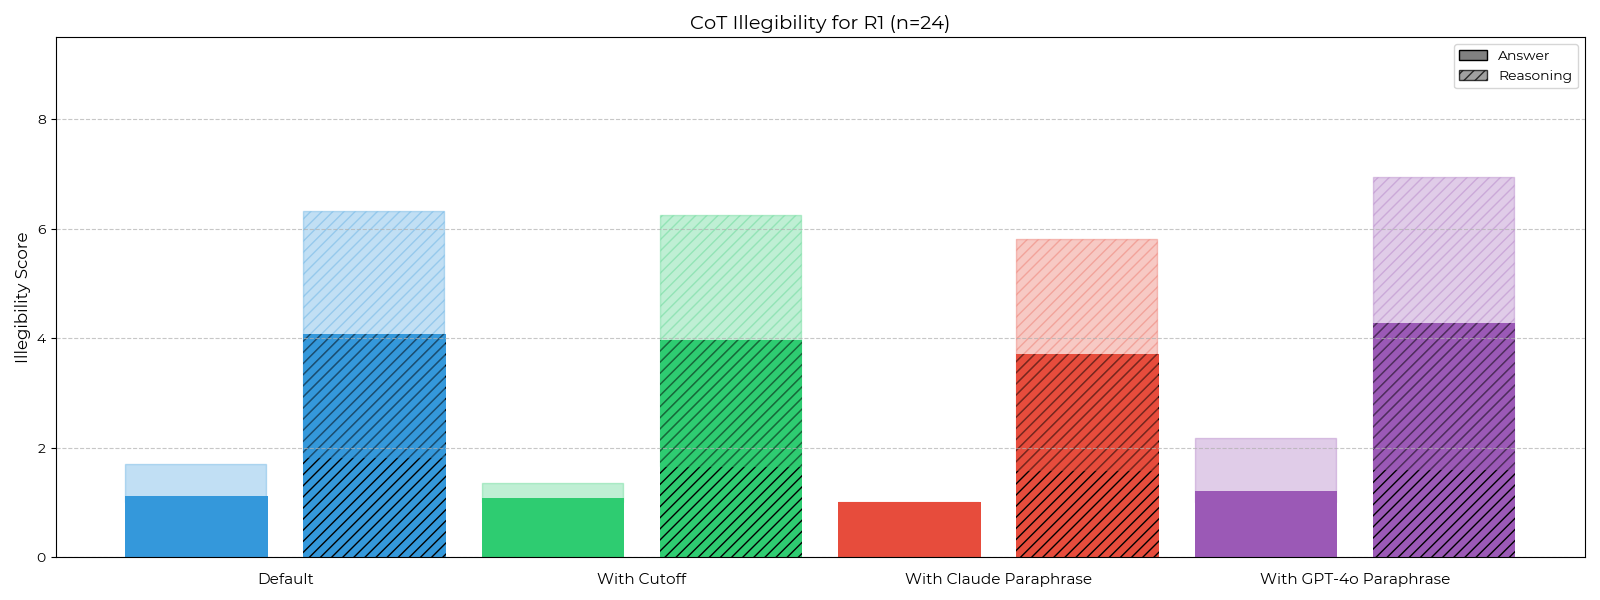 CoT Illegibility for R1 (n=24)
Answer
Reasoning
Illegibility Score
8
6
4
2
0
Default
With Cutoff
With Claude Paraphrase
With GPT-4o Paraphrase